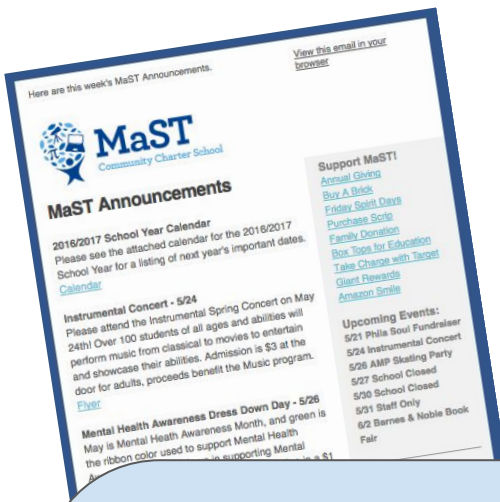 Here are this week's MaST Announcements.
View this email in your
browser
MaST
Community Charter School
MaST Announcements
2016/2017 School Year Calendar
Please see the attached calendar for the 2016/2017
School Year for a listing of next year's important dates.
Calendar
Instrumental Concert - 5/24
Please attend the Instrumental Spring Concert on May
24th! Over 100 students of all ages and abilities will
perform music from classical to movies to entertain
and showcase their abilities. Admission is $3 at the
door for adults, proceeds benefit the Music program.
Flyer
Mental Health Awareness Dress Down Day - 5/26
May is Mental Heath Awareness Month, and green is
the ribbon color used to support Mental Health
in supporting Mental
in a $1
Support MaST!
Annual Giving
Buy A Brick
Friday Spirit Days
Purchase Scrip
Family Donation
Box Tops for Education
Take Charge with Target
Giant Rewards
Amazon Smile
Upcoming Events:
5/21 Phila Soul Fundraiser
5/24 Instrumental Concert
5/26 AMP Skating Party
5/27 School Closed
5/30 School Closed
5/31 Staff Only
6/2 Barnes & Noble Book
Fair